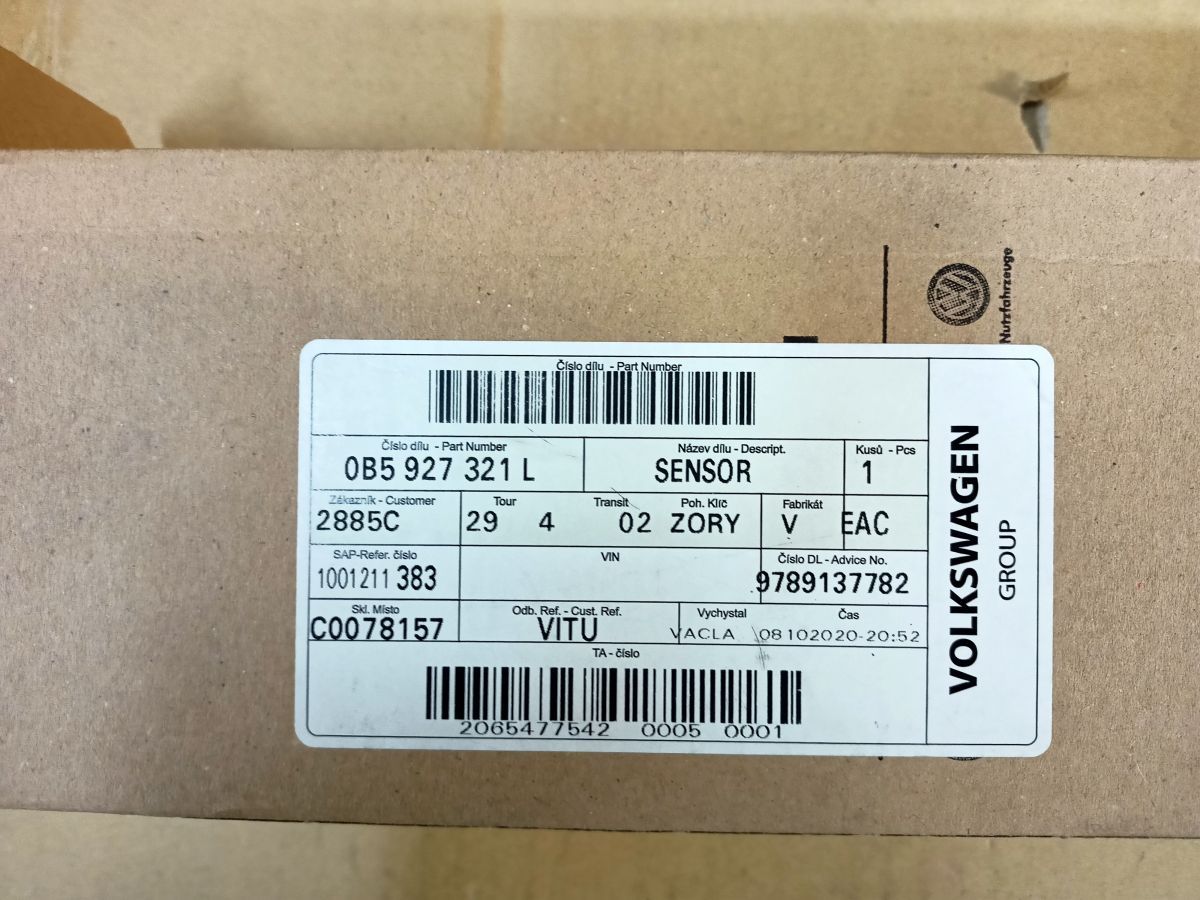 Nutzfahrzeuge
Číslo dílu - Part Number
Číslo dílu - Part Number
Název dílu - Descript.
Kusů - Pcs
0B5 927 321 L
SENSOR
1
Zákazník - Customer
Tour
Transit
Poh. Klíč
Fabrikát
2885C
29 4 02 ZORY
V EAC
SAP-Refer. číslo
VIN
Číslo DL - Advice No.
1001211 383
9789137782
Skl. Místo
Odb. Ref. - Cust. Ref.
Vychystal
Čas
C0078157
VITU
VACLA
08102020-20:52
TA - číslo
2065477542 0005 0001
VOLKSWAGEN
GROUP